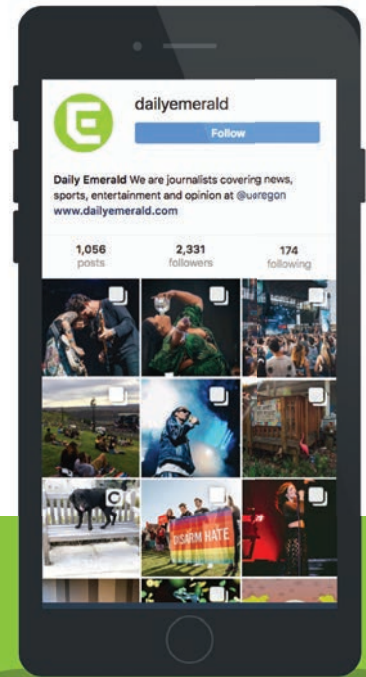 dailyemerald
Follow
Daily Emerald We are journalists covering news,
sports, entertainment and opinion at @uoregon
www.dailyemerald.com
1,056 2,331 174
posts followers following
DISARM HATE